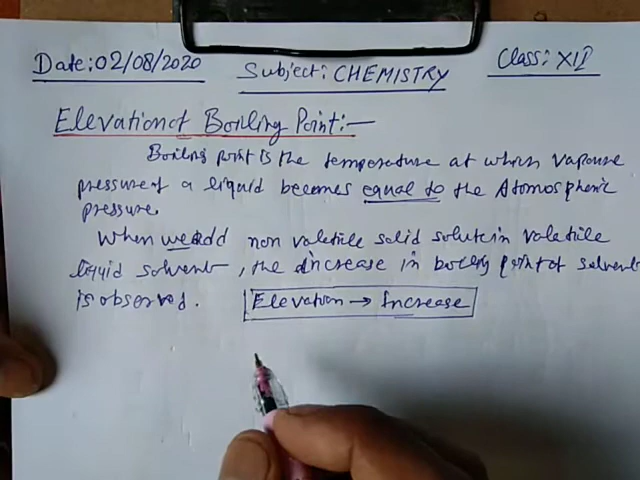 Date: 02/08/2020 Subject: CHEMISTRY Class: XII
Elevation of Boiling Point:-
Boiling point is the temperature at which vapour
pressure of a liquid becomes equal to the Atomospheric
pressure.
When we add non volatile solid solute in volatile
liquid solvent, the increase in boiling point of solvent
is observed. Elevation → Increase